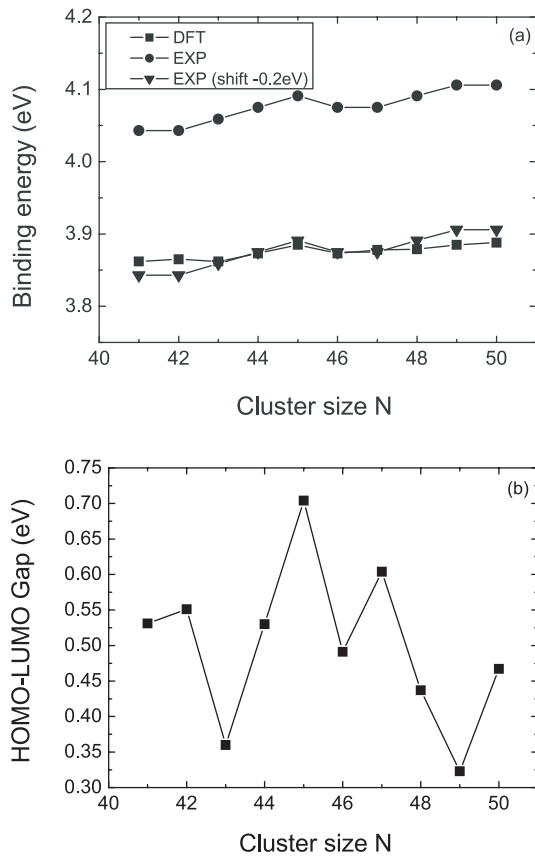 4.2
(a)
DFT
EXP
EXP (shift -0.2eV)
4.1
4.0
3.9
3.8
Binding energy (eV)
40 42 44 46 48 50
Cluster size N
0.75
(b)
0.70
0.65
0.60
0.55
0.50
0.45
0.40
0.35
0.30
HOMO-LUMO Gap (eV)
40 42 44 46 48 50
Cluster size N